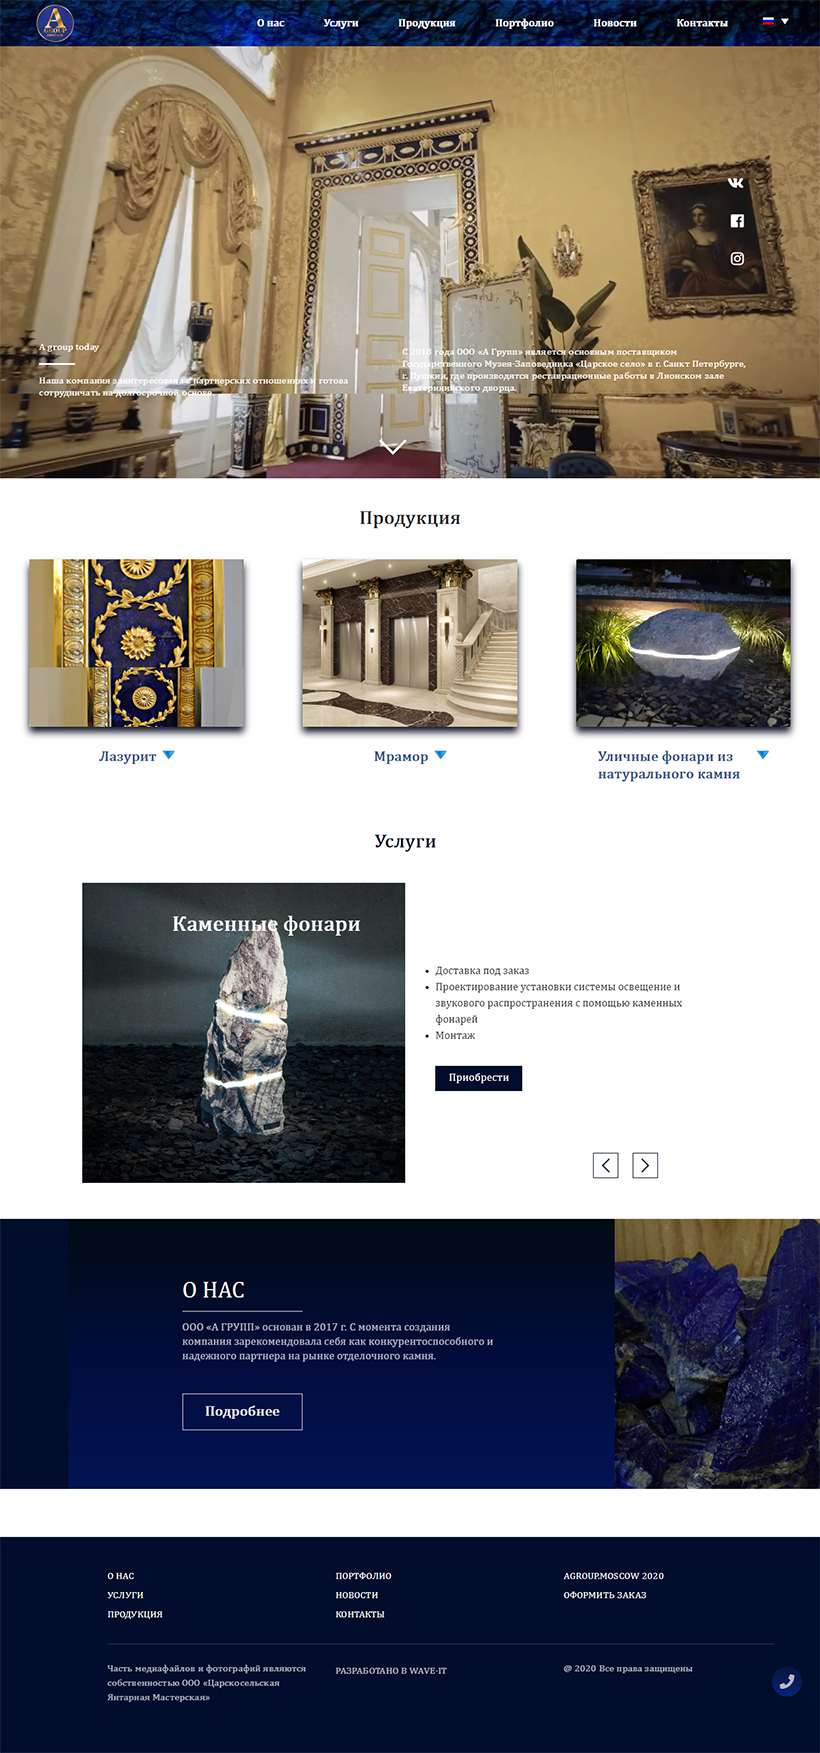 A
GROUP
О нас
Услуги
Продукция
Портфолио
Новости
Контакты
A group today
Наша компания заинтересована в партнерских отношениях и готова
сотрудничать на долгосрочной основе.
С 2018 года ООО «А Групп» является основным поставщиком
Государственного Музея-Заповедника «Царское село» в г. Санкт Петербурге,
г. Пушкин, где производятся реставрационные работы в Лионском зале
Екатерининского дворца.
Продукция
Лазурит
Мрамор
Уличные фонари из
натурального камня
Услуги
Каменные фонари
Доставка под заказ
Проектирование установки системы освещение и
звукового распространения с помощью каменных
фонарей
Монтаж
Приобрести
О НАС
ООО «А ГРУПП» основан в 2017 г. С момента создания
компания зарекомендовала себя как конкурентоспособного и
надежного партнера на рынке отделочного камня.
Подробнее
О НАС
УСЛУГИ
ПРОДУКЦИЯ
ПОРТФОЛИО
НОВОСТИ
КОНТАКТЫ
AGROUP.MOSCOW 2020
ОФОРМИТЬ ЗАКАЗ
Часть медиафайлов и фотографий являются
собственностью ООО «Царскосельская
Янтарная Мастерская»
РАЗРАБОТАНО В WAVE-IT
@ 2020 Все права защищены